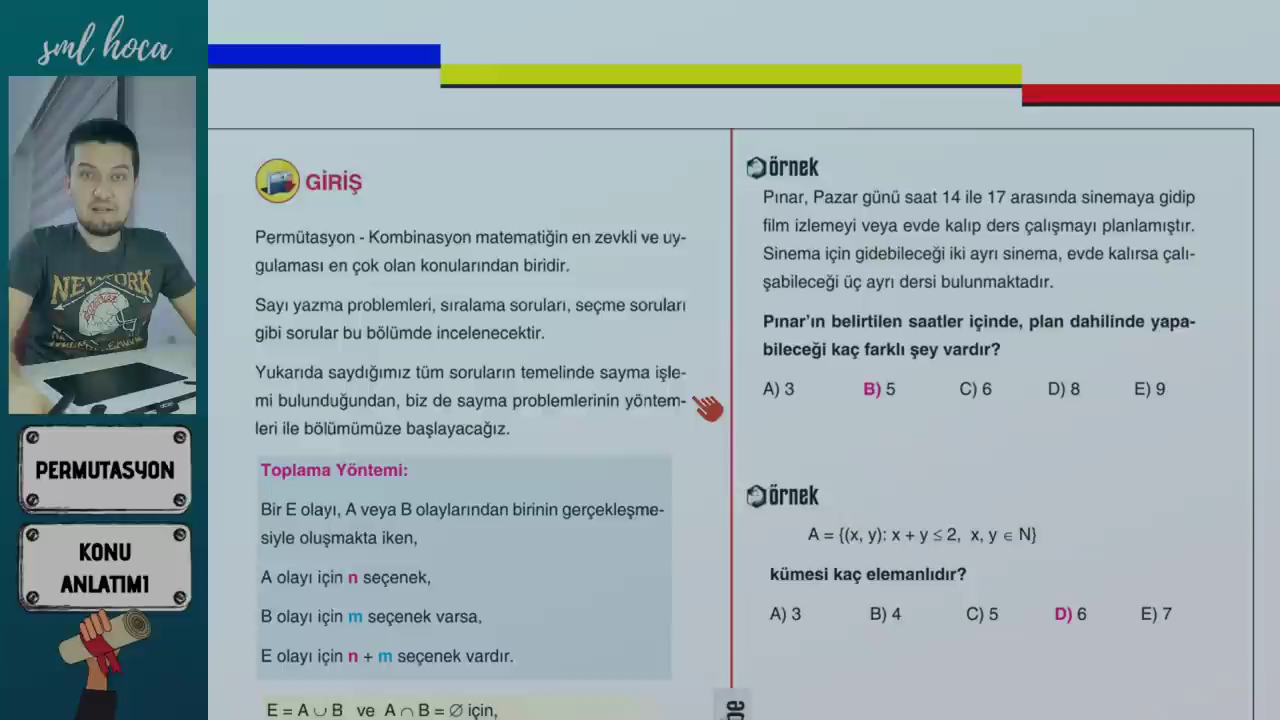 sml hoca
NEW YORK
PERMUTASYON
KONU
ANLATIMI
GİRİŞ
Permütasyon - Kombinasyon matematiğin en zevkli ve uy-
gulaması en çok olan konularından biridir.
Sayı yazma problemleri, sıralama soruları, seçme soruları
gibi sorular bu bölümde incelenecektir.
Yukarıda saydığımız tüm soruların temelinde sayma işle-
mi bulunduğundan, biz de sayma problemlerinin yöntem-
leri ile bölümümüze başlayacağız.
Toplama Yöntemi:
Bir E olayı, A veya B olaylarından birinin gerçekleşme-
siyle oluşmakta iken,
A olayı için n seçenek,
B olayı için m seçenek varsa,
E olayı için n + m seçenek vardır.
E = A ∪ B ve A ∩ B = ∅ için,
örnek
Pınar, Pazar günü saat 14 ile 17 arasında sinemaya gidip
film izlemeyi veya evde kalıp ders çalışmayı planlamıştır.
Sinema için gidebileceği iki ayrı sinema, evde kalırsa çalı-
şabileceği üç ayrı dersi bulunmaktadır.
Pınar'ın belirtilen saatler içinde, plan dahilinde yapa-
bileceği kaç farklı şey vardır?
A) 3 B) 5 C) 6 D) 8 E) 9
örnek
A = {(x, y): x + y ≤ 2, x, y ∈ N}
kümesi kaç elemanlıdır?
A) 3 B) 4 C) 5 D) 6 E) 7